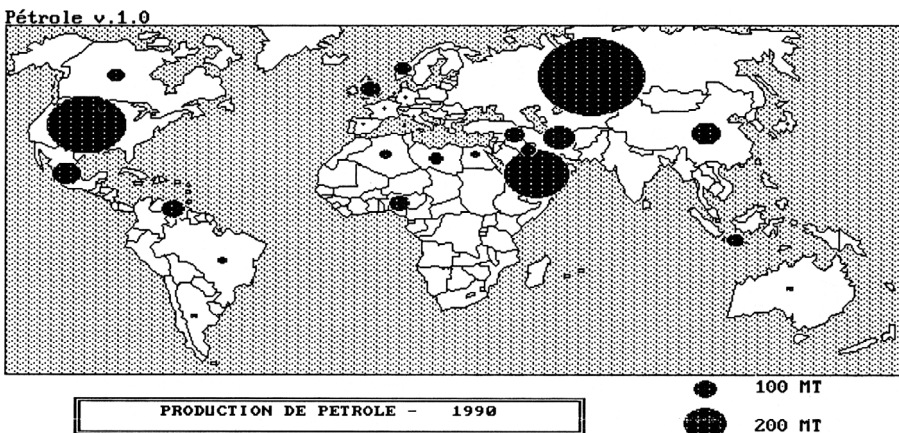 Pétrole v.1.0
PRODUCTION DE PETROLE - 1990
100 MT
200 MT